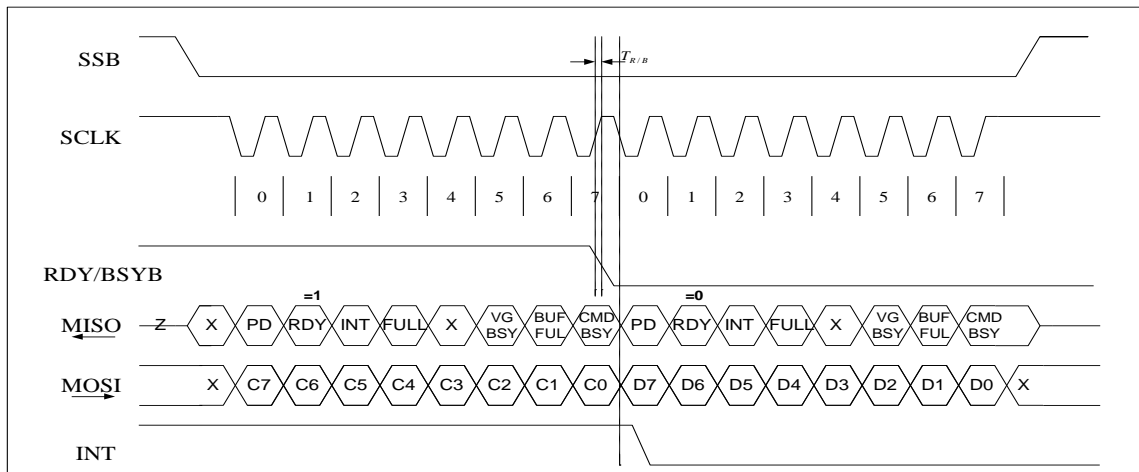 SSB
T R/B
SCLK
0 1 2 3 4 5 6 7 0 1 2 3 4 5 6 7
RDY/BSYB
=1 =0
MISO Z X PD RDY INT FULL X VG BSY BUF FUL CMD BSY PD RDY INT FULL X VG BSY BUF FUL CMD BSY
MOSI X C7 C6 C5 C4 C3 C2 C1 C0 D7 D6 D5 D4 D3 D2 D1 D0 X
INT